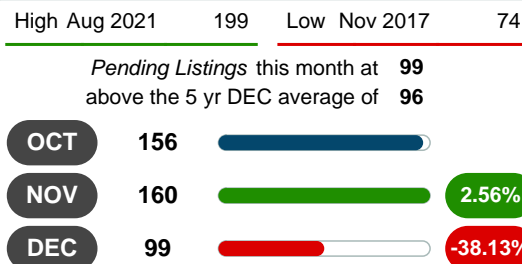 High Aug 2021 199 Low Nov 2017 74
Pending Listings this month at 99
above the 5 yr DEC average of 96
OCT 156
NOV 160 2.56%
DEC 99 -38.13%